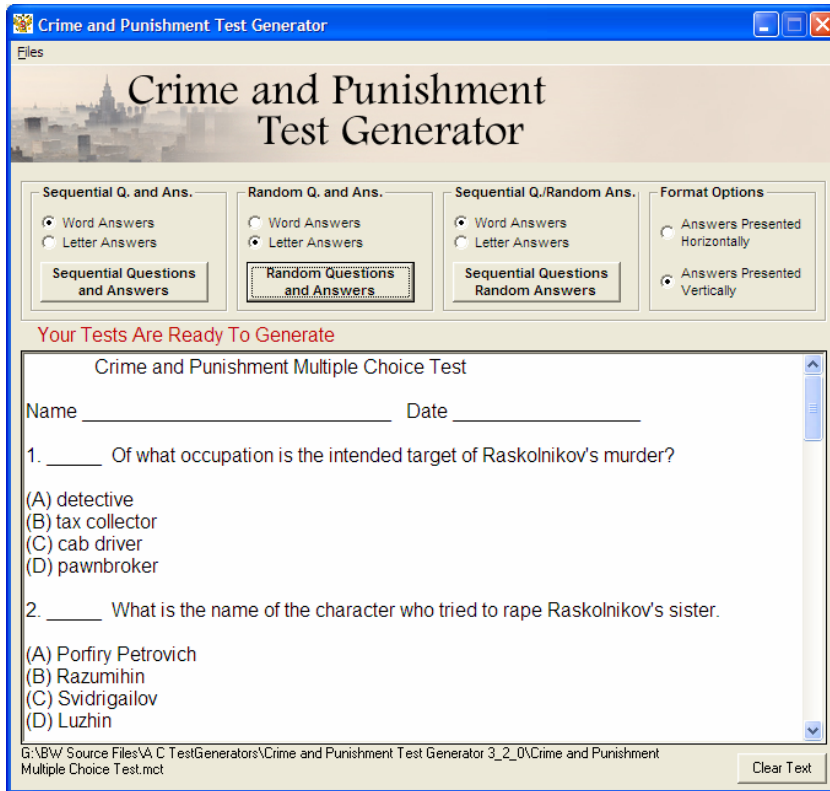 Crime and Punishment Test Generator
Files
Crime and Punishment
Test Generator
Sequential Q. and Ans.
Word Answers
Letter Answers
Sequential Questions
and Answers
Random Q. and Ans.
Word Answers
Letter Answers
Random Questions
and Answers
Sequential Q./Random Ans.
Word Answers
Letter Answers
Sequential Questions
Random Answers
Format Options
Answers Presented
Horizontally
Answers Presented
Vertically
Your Tests Are Ready To Generate
Crime and Punishment Multiple Choice Test
Name ____________________________ Date _________________
1. _____ Of what occupation is the intended target of Raskolnikov's murder?
(A) detective
(B) tax collector
(C) cab driver
(D) pawnbroker
2. _____ What is the name of the character who tried to rape Raskolnikov's sister.
(A) Porfiry Petrovich
(B) Razumihin
(C) Svidrigailov
(D) Luzhin
G:\BW Source Files\A C TestGenerators\Crime and Punishment Test Generator 3_2_0\Crime and Punishment
Multiple Choice Test.mct
Clear Text